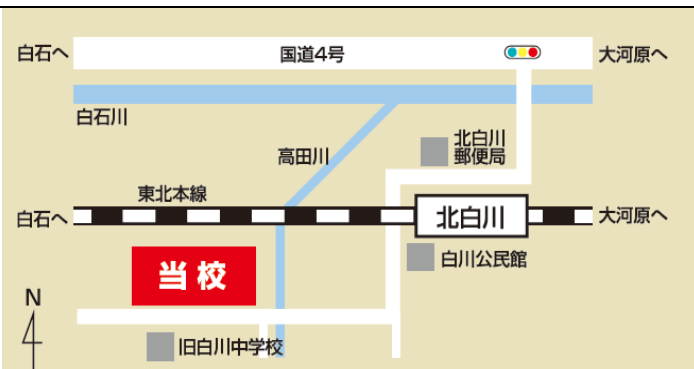 白石へ
国道4号
大河原へ
白石川
北白川
郵便局
高田川
東北本線
白石へ
北白川
大河原へ
白川公民館
当校
N
旧白川中学校